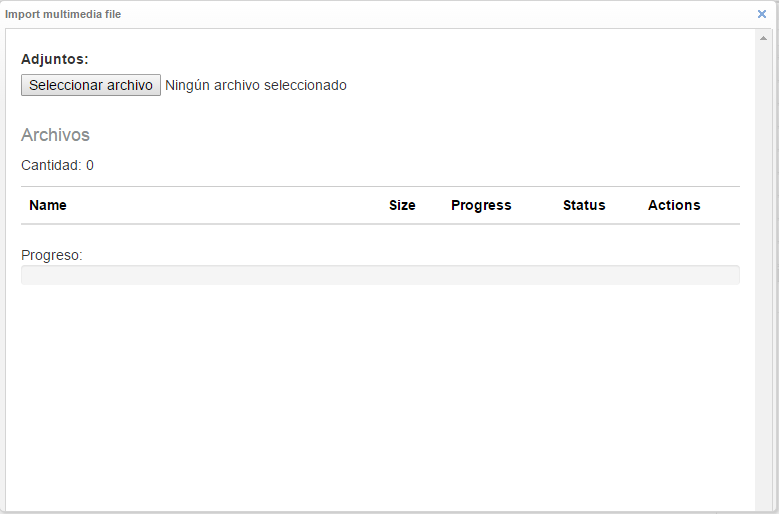 Import multimedia file
Adjuntos:
Seleccionar archivo Ningún archivo seleccionado
Archivos
Cantidad: 0
Name Size Progress Status Actions
Progreso: